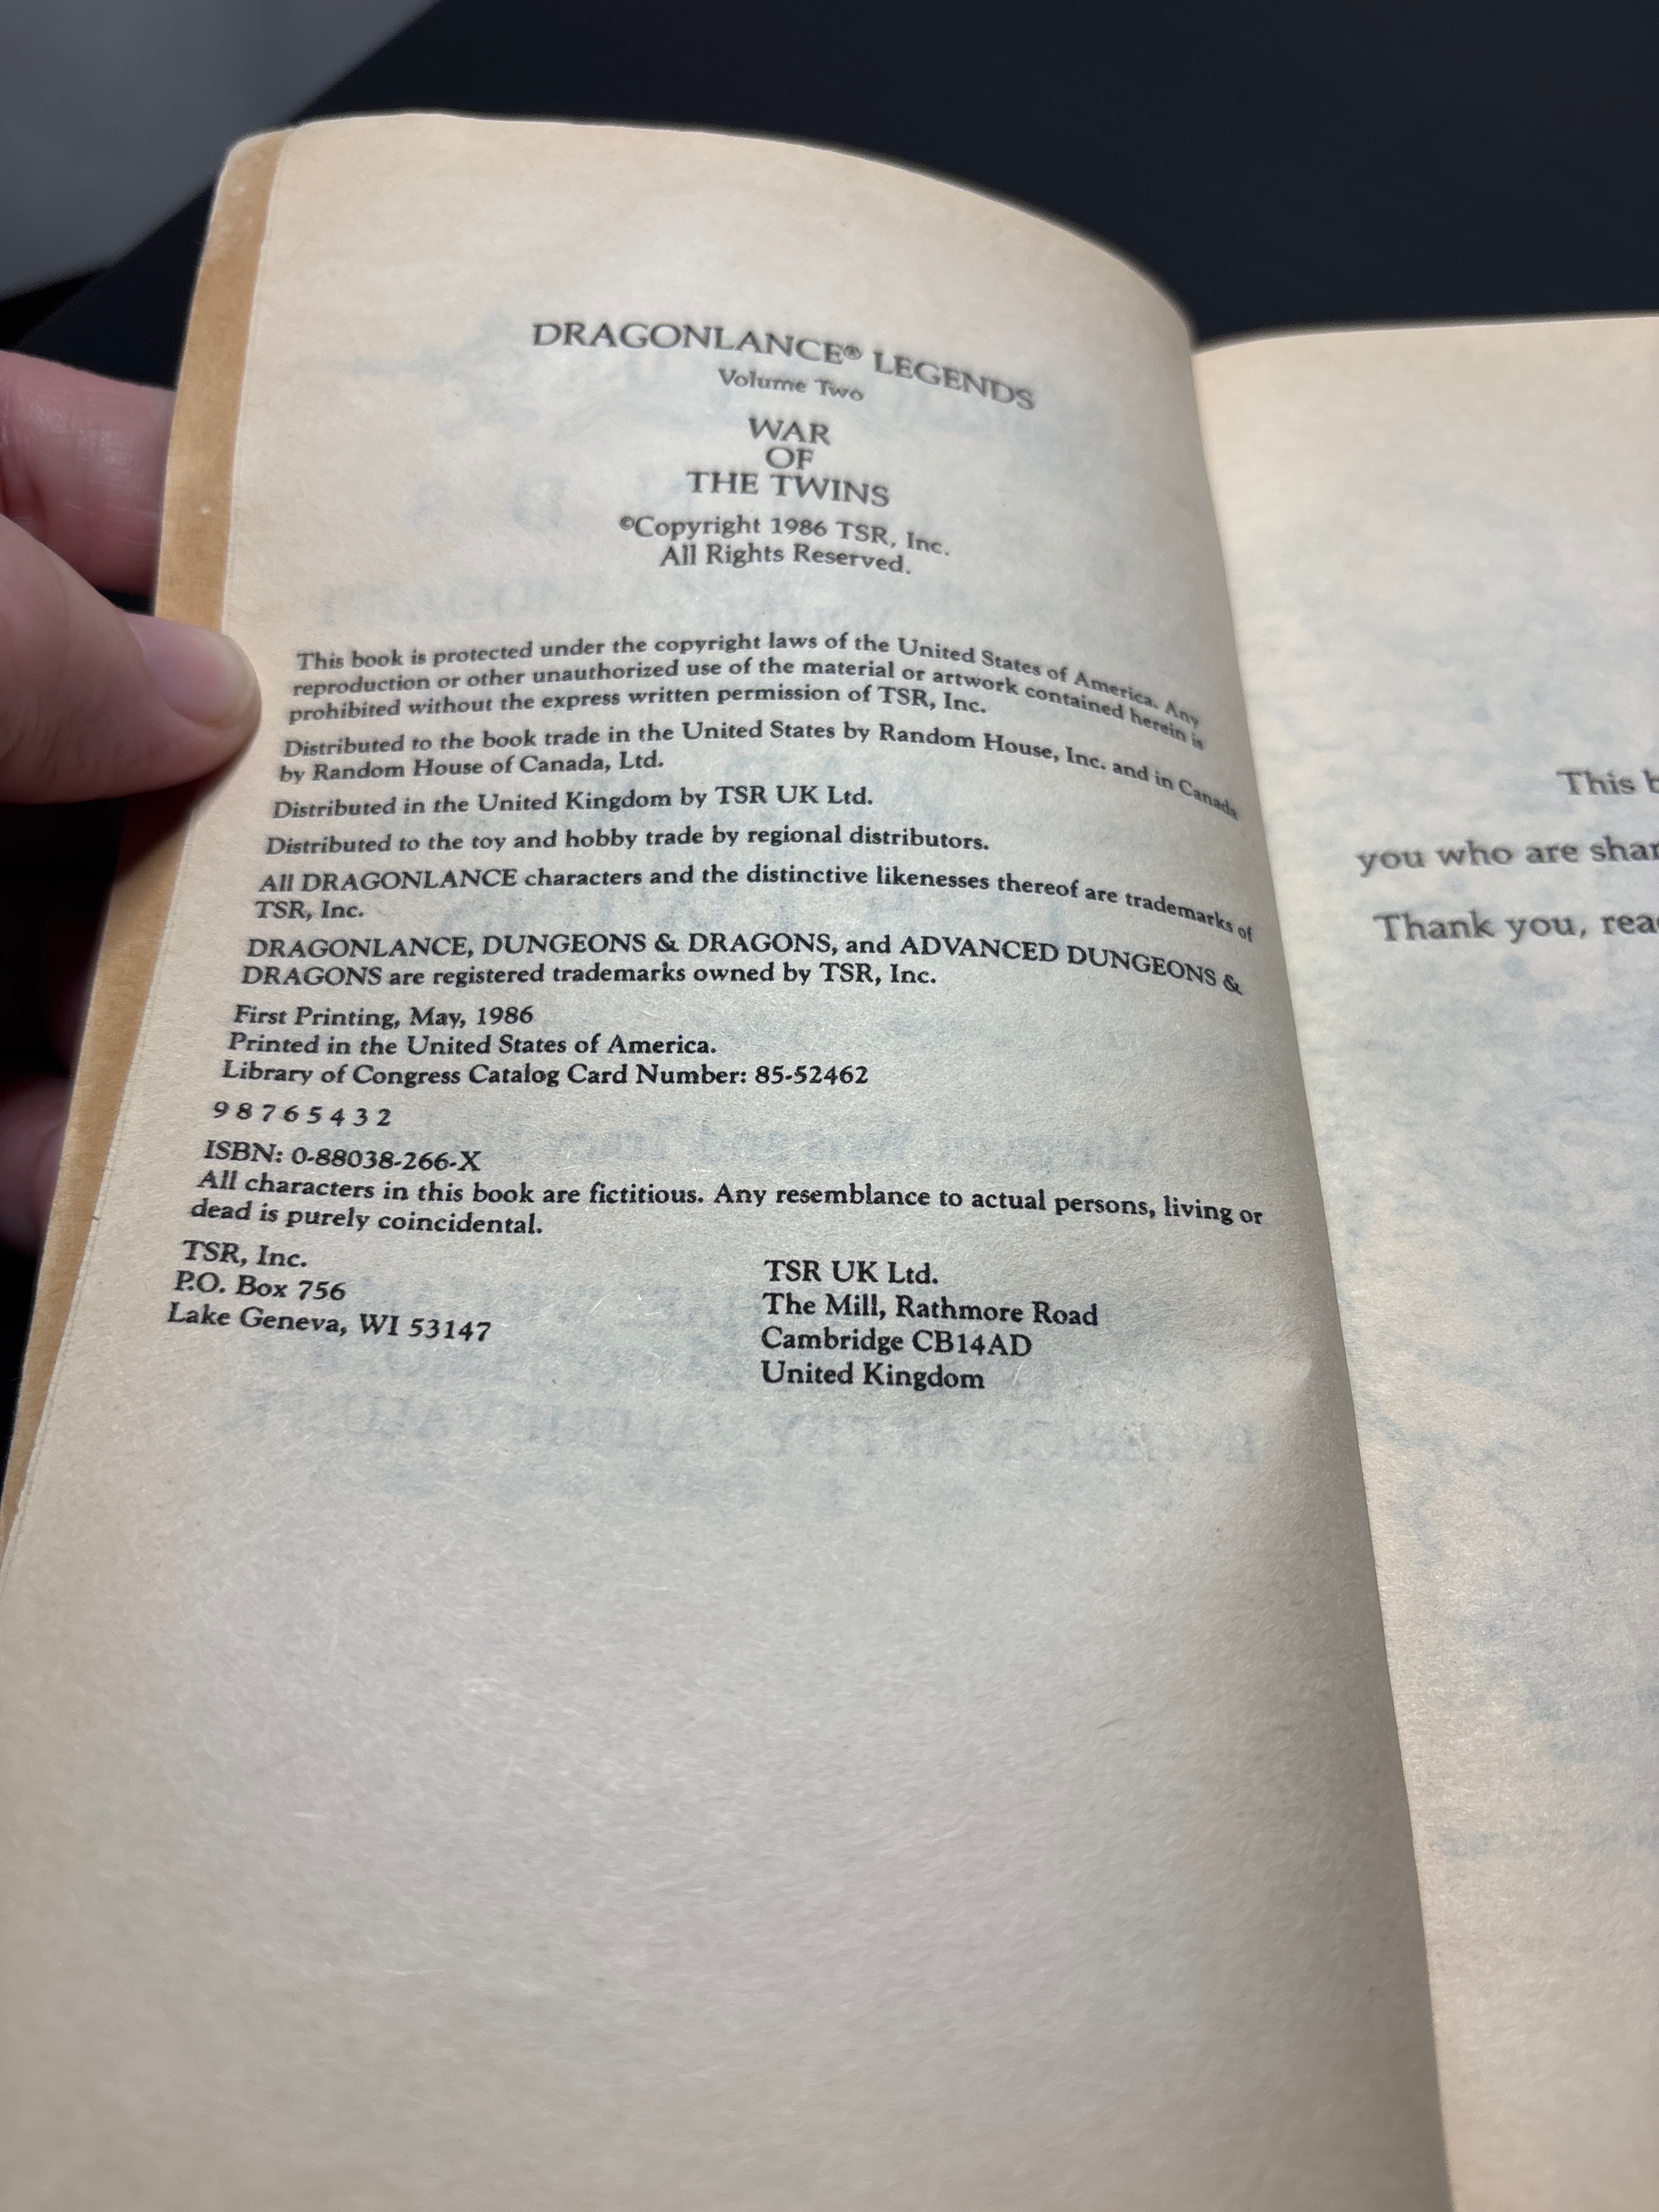 DRAGONLANCE® LEGENDS
Volume Two
WAR
OF
THE TWINS
©Copyright 1986 TSR, Inc.
All Rights Reserved.
This book is protected under the copyright laws of the United States of America. Any
reproduction or other unauthorized use of the material or artwork contained herein is
prohibited without the express written permission of TSR, Inc.
Distributed to the book trade in the United States by Random House, Inc. and in Canada
by Random House of Canada, Ltd.
Distributed in the United Kingdom by TSR UK Ltd.
Distributed to the toy and hobby trade by regional distributors.
All DRAGONLANCE characters and the distinctive likenesses thereof are trademarks of
TSR, Inc.
DRAGONLANCE, DUNGEONS & DRAGONS, and ADVANCED DUNGEONS &
DRAGONS are registered trademarks owned by TSR, Inc.
First Printing, May, 1986
Printed in the United States of America.
Library of Congress Catalog Card Number: 85-52462
9 8 7 6 5 4 3 2
ISBN: 0-88038-266-X
All characters in this book are fictitious. Any resemblance to actual persons, living or
dead is purely coincidental.
TSR, Inc.
P.O. Box 756
Lake Geneva, WI 53147
TSR UK Ltd.
The Mill, Rathmore Road
Cambridge CB14AD
United Kingdom
This
you who are
Thank you,